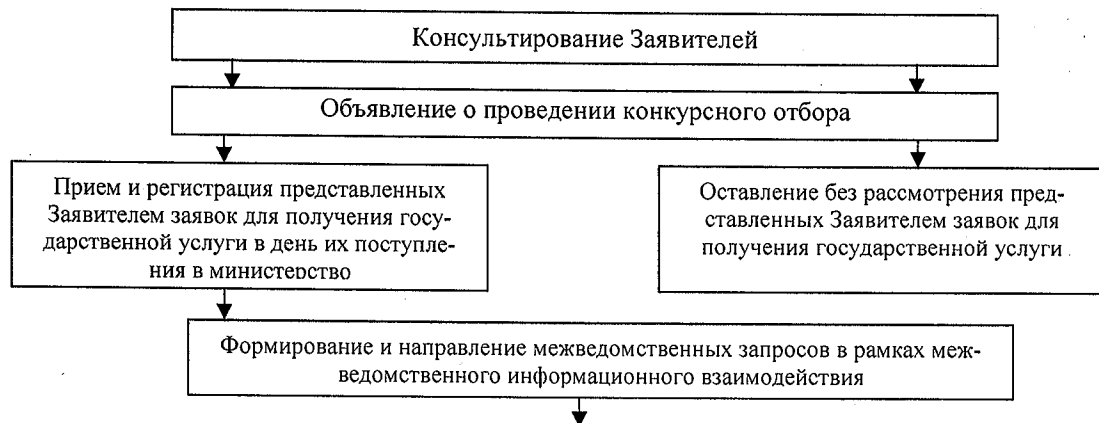 Консультирование Заявителей
Объявление о проведении конкурсного отбора
Прием и регистрация представленных
Заявителем заявок для получения госу-
дарственной услуги в день их поступле-
ния в министерство
Оставление без рассмотрения пред-
ставленных Заявителем заявок для
получения государственной услуги
Формирование и направление межведомственных запросов в рамках меж-
ведомственного информационного взаимодействия